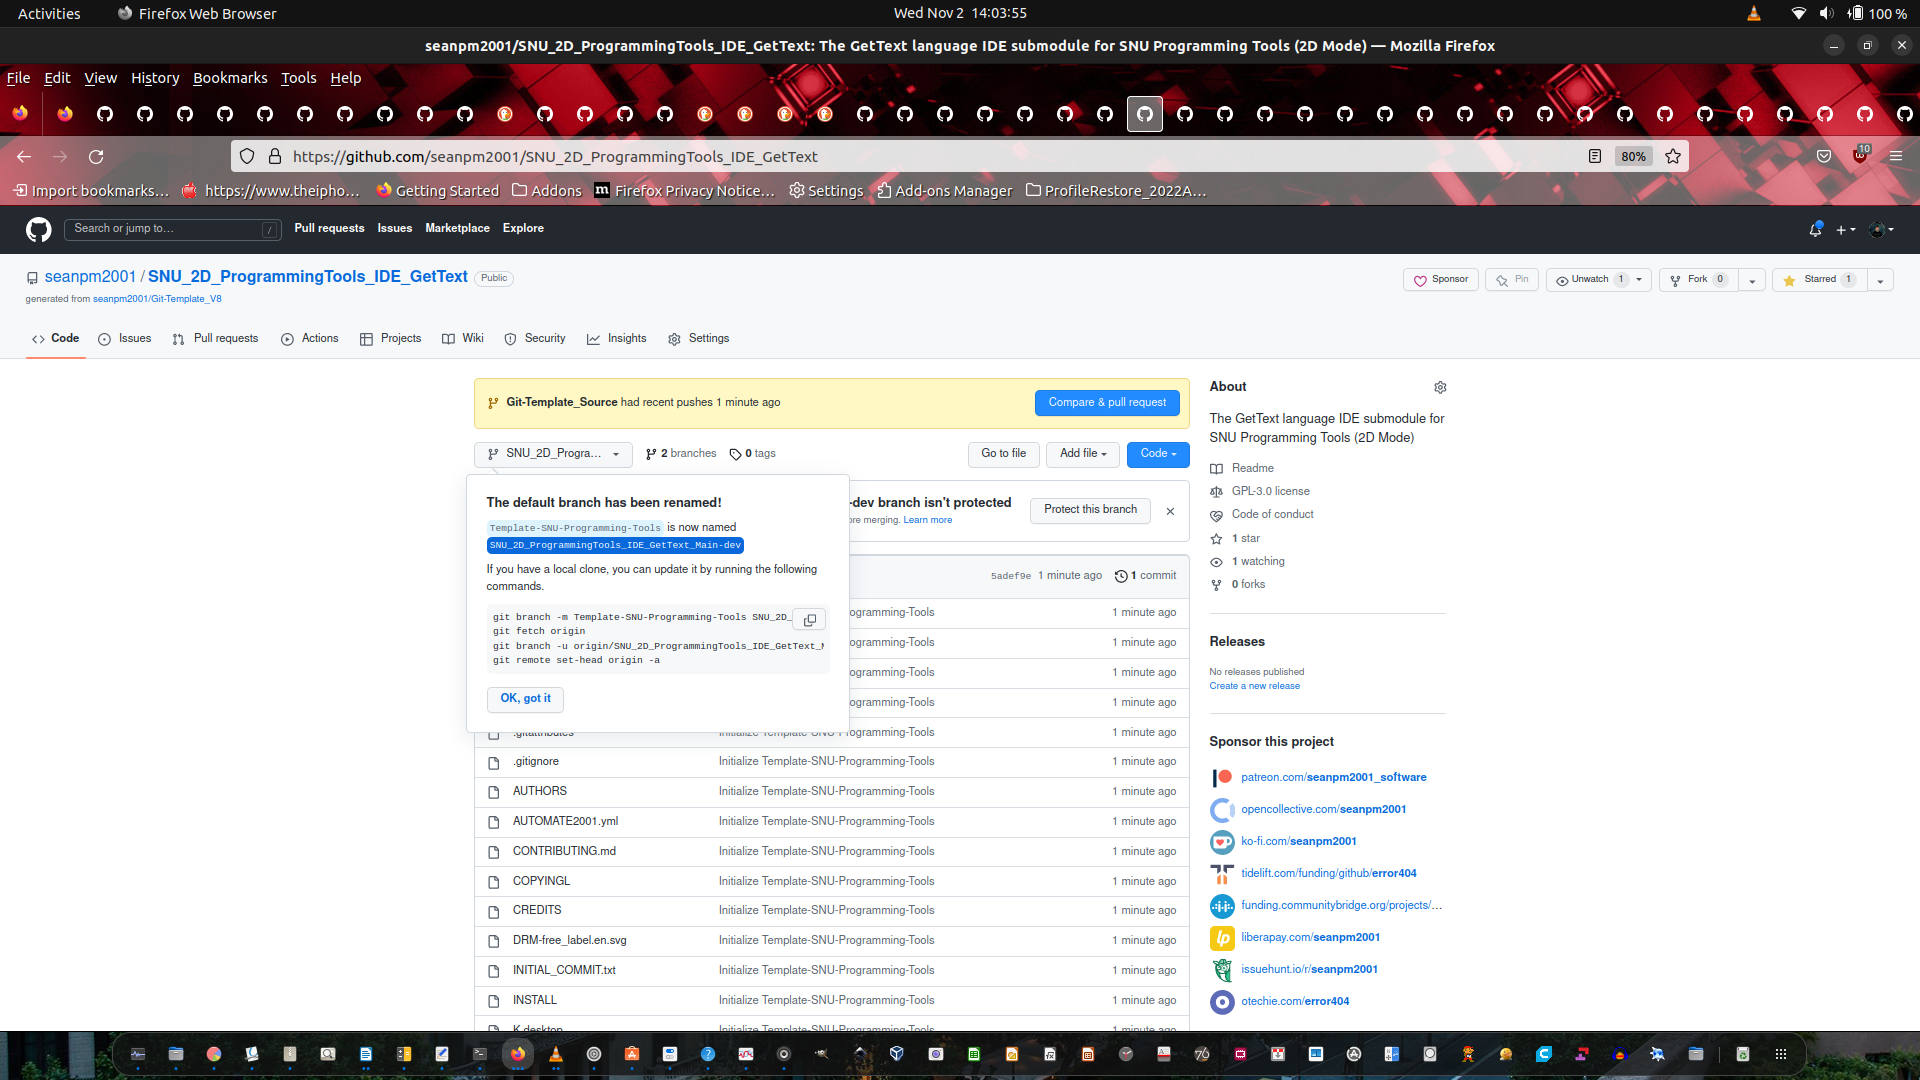 Activities
Firefox Web Browser
Wed Nov 2 14:03:55
100 %
seanpm2001/SNU_2D_ProgrammingTools_IDE_GetText: The GetText language IDE submodule for SNU Programming Tools (2D Mode) — Mozilla Firefox
File Edit View History Bookmarks Tools Help
https://github.com/seanpm2001/SNU_2D_ProgrammingTools_IDE_GetText
80%
10
Import bookmarks…
https://www.theipho…
Getting Started
Addons
Firefox Privacy Notice…
Settings
Add-ons Manager
ProfileRestore_2022A…
Search or jump to…
/
Pull requests
Issues
Marketplace
Explore
seanpm2001 / SNU_2D_ProgrammingTools_IDE_GetText Public
generated from seanpm2001/Git-Template_V8
Sponsor
Pin
Unwatch 1
Fork 0
Starred 1
Code
Issues
Pull requests
Actions
Projects
Wiki
Security
Insights
Settings
Git-Template_Source had recent pushes 1 minute ago
Compare & pull request
SNU_2D_Progra…
2 branches
0 tags
Go to file
Add file
Code
The default branch has been renamed!
Template-SNU-Programming-Tools is now named
SNU_2D_ProgrammingTools_IDE_GetText_Main-dev
If you have a local clone, you can update it by running the following
commands.
git branch -m Template-SNU-Programming-Tools SNU_2D_
git fetch origin
git branch -u origin/SNU_2D_ProgrammingTools_IDE_GetText_M
git remote set-head origin -a
OK, got it
-dev branch isn't protected
ore merging. Learn more
Protect this branch
5adef9e 1 minute ago
1 commit
ogramming-Tools 1 minute ago
ogramming-Tools 1 minute ago
ogramming-Tools 1 minute ago
ogramming-Tools 1 minute ago
.gitattributes Initialize Template-SNU-Programming-Tools 1 minute ago
.gitignore Initialize Template-SNU-Programming-Tools 1 minute ago
AUTHORS Initialize Template-SNU-Programming-Tools 1 minute ago
AUTOMATE2001.yml Initialize Template-SNU-Programming-Tools 1 minute ago
CONTRIBUTING.md Initialize Template-SNU-Programming-Tools 1 minute ago
COPYINGL Initialize Template-SNU-Programming-Tools 1 minute ago
CREDITS Initialize Template-SNU-Programming-Tools 1 minute ago
DRM-free_label.en.svg Initialize Template-SNU-Programming-Tools 1 minute ago
INITIAL_COMMIT.txt Initialize Template-SNU-Programming-Tools 1 minute ago
INSTALL Initialize Template-SNU-Programming-Tools 1 minute ago
K.desktop Initialize Template-SNU-Programming-Tools 1 minute ago
About
The GetText language IDE submodule for
SNU Programming Tools (2D Mode)
Readme
GPL-3.0 license
Code of conduct
1 star
1 watching
0 forks
Releases
No releases published
Create a new release
Sponsor this project
patreon.com/seanpm2001_software
opencollective.com/seanpm2001
ko-fi.com/seanpm2001
tidelift.com/funding/github/error404
funding.communitybridge.org/projects/…
liberapay.com/seanpm2001
issuehunt.io/r/seanpm2001
otechie.com/error404